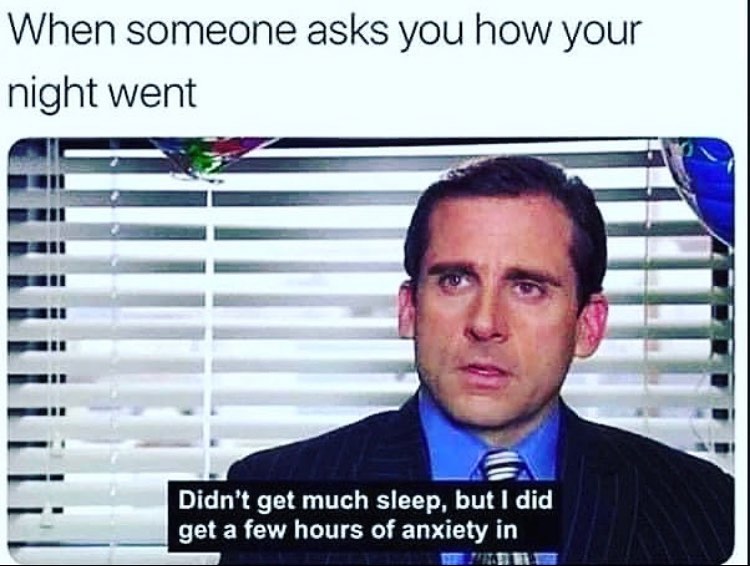 When someone asks you how your
night went
Didn't get much sleep, but I did
get a few hours of anxiety in